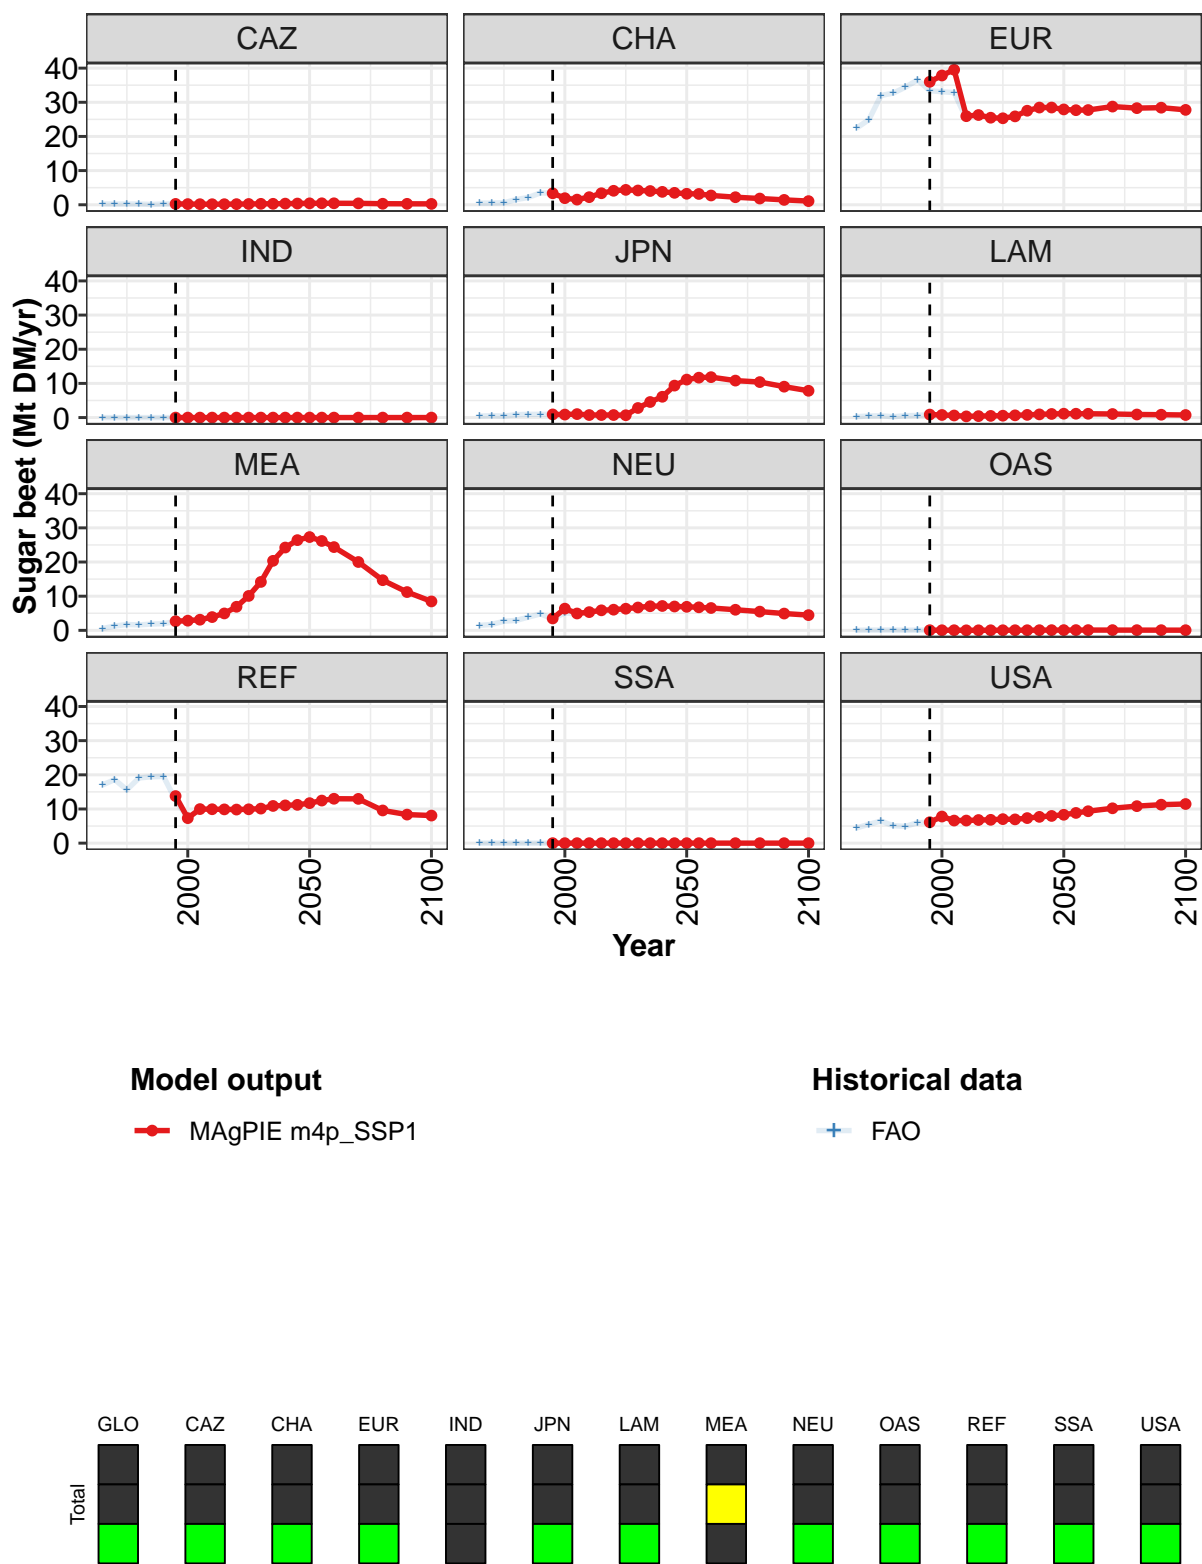 CAZ CHA EUR
40
30
20
10
0
IND JPN LAM
40
30
20
10
0
MEA NEU OAS
40
30
20
10
0
REF SSA USA
40
30
20
10
0
Sugar beet (Mt DM/yr)
2000 2050 2100 2000 2050 2100 2000 2050 2100
Year
Model output
MAgPIE m4p_SSP1
Historical data
FAO
GLO CAZ CHA EUR IND JPN LAM MEA NEU OAS REF SSA USA
Total